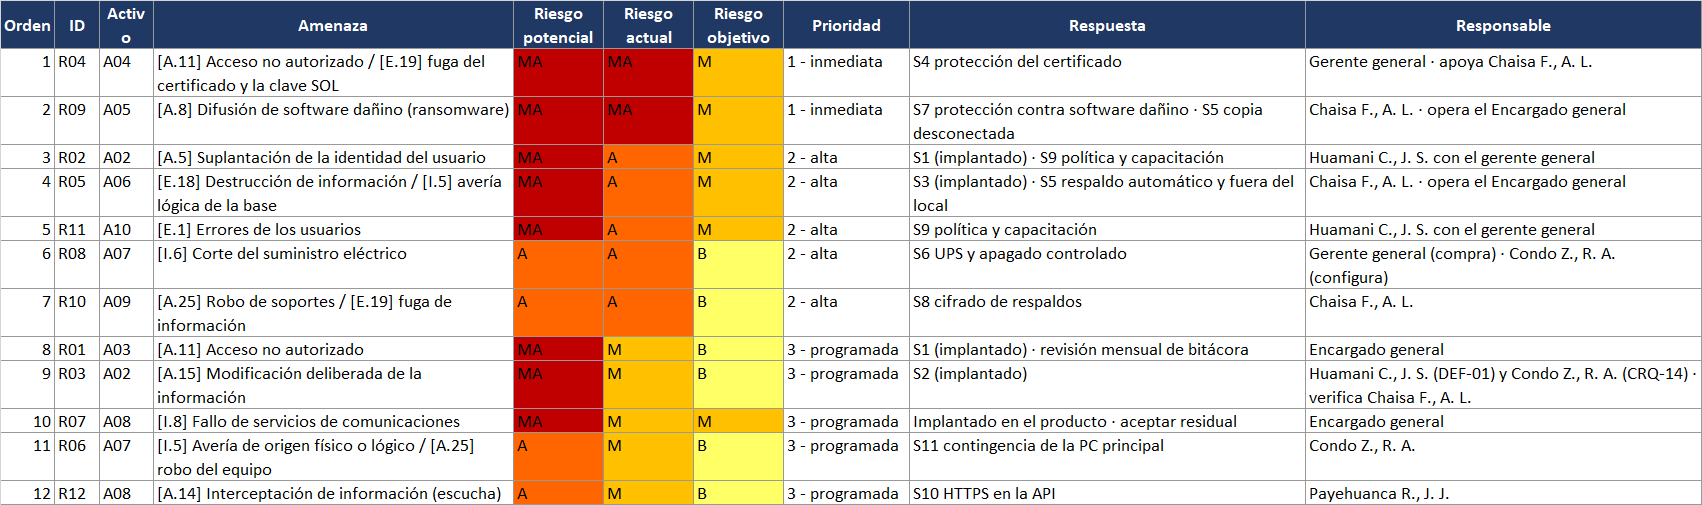 Orden ID Activo Amenaza Riesgo potencial Riesgo actual Riesgo objetivo Prioridad Respuesta Responsable
1 R04 A04 [A.11] Acceso no autorizado / [E.19] fuga del certificado y la clave SOL MA MA M 1 - inmediata S4 protección del certificado Gerente general · apoya Chaisa F., A. L.
2 R09 A05 [A.8] Difusión de software dañino (ransomware) MA MA M 1 - inmediata S7 protección contra software dañino · S5 copia desconectada Chaisa F., A. L. · opera el Encargado general
3 R02 A02 [A.5] Suplantación de la identidad del usuario MA A M 2 - alta S1 (implantado) · S9 política y capacitación Huamani C., J. S. con el gerente general
4 R05 A06 [E.18] Destrucción de información / [I.5] avería lógica de la base MA A M 2 - alta S3 (implantado) · S5 respaldo automático y fuera del local Chaisa F., A. L. · opera el Encargado general
5 R11 A10 [E.1] Errores de los usuarios MA A M 2 - alta S9 política y capacitación Huamani C., J. S. con el gerente general
6 R08 A07 [I.6] Corte del suministro eléctrico A A B 2 - alta S6 UPS y apagado controlado Gerente general (compra) · Condo Z., R. A. (configura)
7 R10 A09 [A.25] Robo de soportes / [E.19] fuga de información A A B 2 - alta S8 cifrado de respaldos Chaisa F., A. L.
8 R01 A03 [A.11] Acceso no autorizado MA M B 3 - programada S1 (implantado) · revisión mensual de bitácora Encargado general
9 R03 A02 [A.15] Modificación deliberada de la información MA M B 3 - programada S2 (implantado) Huamani C., J. S. (DEF-01) y Condo Z., R. A. (CRQ-14) · verifica Chaisa F., A. L.
10 R07 A08 [I.8] Fallo de servicios de comunicaciones MA M M 3 - programada Implantado en el producto · aceptar residual Encargado general
11 R06 A07 [I.5] Avería de origen físico o lógico / [A.25] robo del equipo A M B 3 - programada S11 contingencia de la PC principal Condo Z., R. A.
12 R12 A08 [A.14] Interceptación de información (escucha) A M B 3 - programada S10 HTTPS en la API Payehuanca R., J. J.